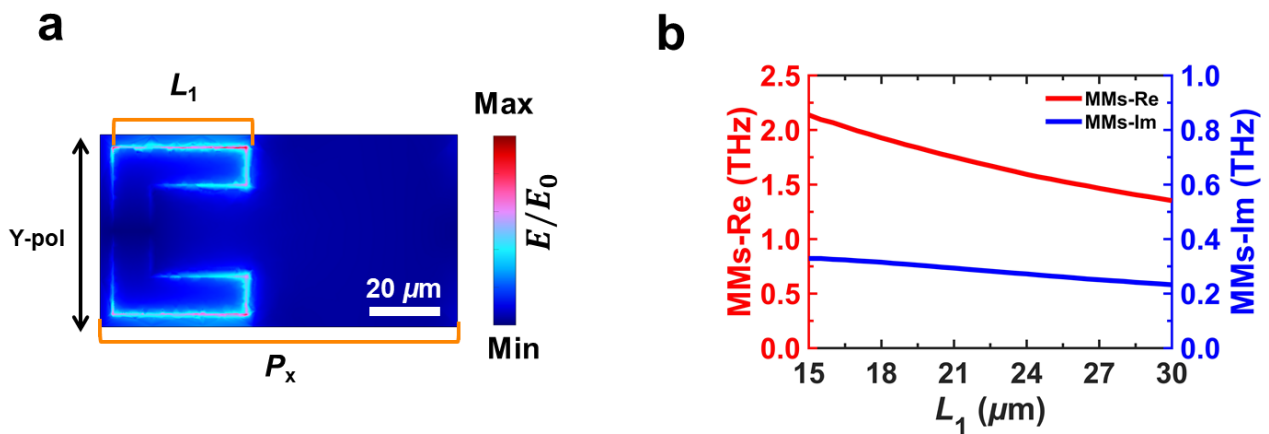 a
L1
Max
Y-pol
20 μm
E/E0
Min
Px
b
2.5
2.0
1.5
1.0
0.5
0.0
MMs-Re (THz)
MMs-Re
MMs-Im
1.0
0.8
0.6
0.4
0.2
0.0
MMs-Im (THz)
15 18 21 24 27 30
L1 (μm)